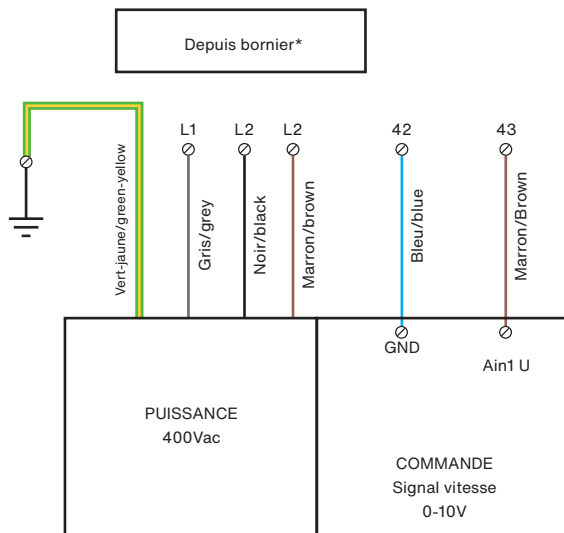 Depuis bornier*
L1
L2
L2
42
43
Vert-jaune/green-yellow
Gris/grey
Noir/black
Marron/brown
Bleu/blue
Marron/Brown
GND
Ain1 U
PUISSANCE
400Vac
COMMANDE
Signal vitesse
0-10V